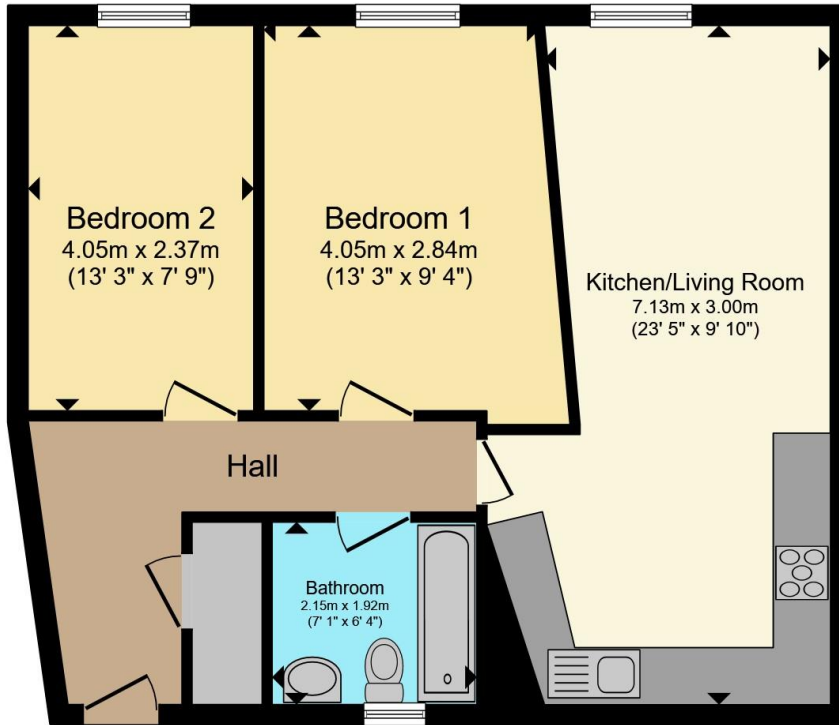 Bedroom 2
4.05m x 2.37m
(13' 3" x 7' 9")
Bedroom 1
4.05m x 2.84m
(13' 3" x 9' 4")
Kitchen/Living Room
7.13m x 3.00m
(23' 5" x 9' 10")
Hall
Bathroom
2.15m x 1.92m
(7' 1" x 6' 4")